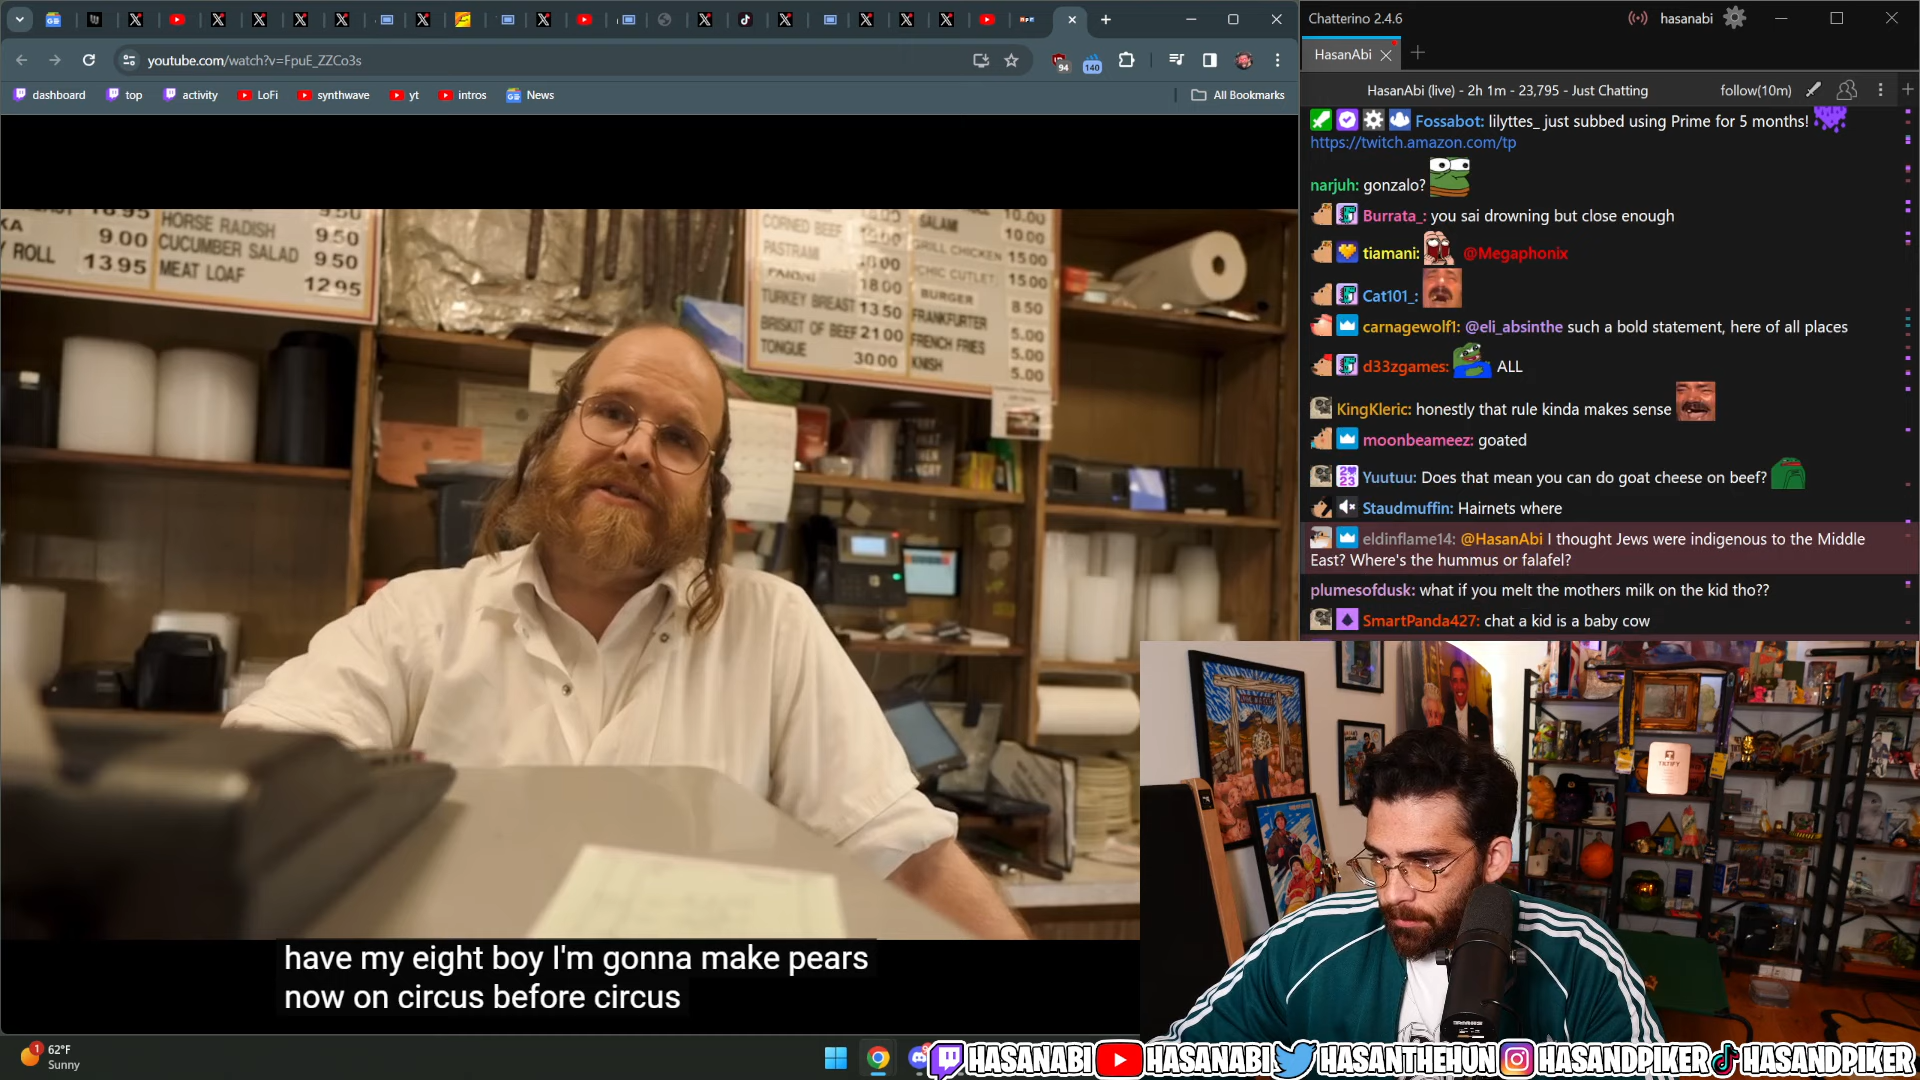 youtube.com/watch?v=FpuE_ZZCo3s
94
140
dashboard
top
activity
LoFi
synthwave
yt
intros
News
All Bookmarks
KA 9.00
Y ROLL 13.95
HORSE RADISH 9.50
CUCUMBER SALAD 9.50
MEAT LOAF 12.95
CORNED BEEF
PASTRAMI
PANINI 18.00
TURKEY BREAST 13.50
BRISKIT OF BEEF 21.00
TONGUE 30.00
SALAMI 10.00
GRILL CHICKEN 15.00
CHIC CUTLET 15.00
BURGER 8.50
FRANKFURTER 5.00
FRENCH FRIES 5.00
KNISH 5.00
have my eight boy I'm gonna make pears
now on circus before circus
Chatterino 2.4.6
hasanabi
HasanAbi
HasanAbi (live) - 2h 1m - 23,795 - Just Chatting
follow(10m)
Fossabot: lilyttes_ just subbed using Prime for 5 months!
https://twitch.amazon.com/tp
narjuh: gonzalo?
Burrata_: you sai drowning but close enough
tiamani: @Megaphonix
Cat101_:
carnagewolf1: @eli_absinthe such a bold statement, here of all places
d33zgames: ALL
KingKleric: honestly that rule kinda makes sense
moonbeameez: goated
Yuutuu: Does that mean you can do goat cheese on beef?
Staudmuffin: Hairnets where
eldinflame14: @HasanAbi I thought Jews were indigenous to the Middle
East? Where's the hummus or falafel?
plumesofdusk: what if you melt the mothers milk on the kid tho??
SmartPanda427: chat a kid is a baby cow
TILTIFY
1
62°F
Sunny
HASANABI
HASANABI
HASANTHEHUN
HASANDPIKER
HASANDPIKER